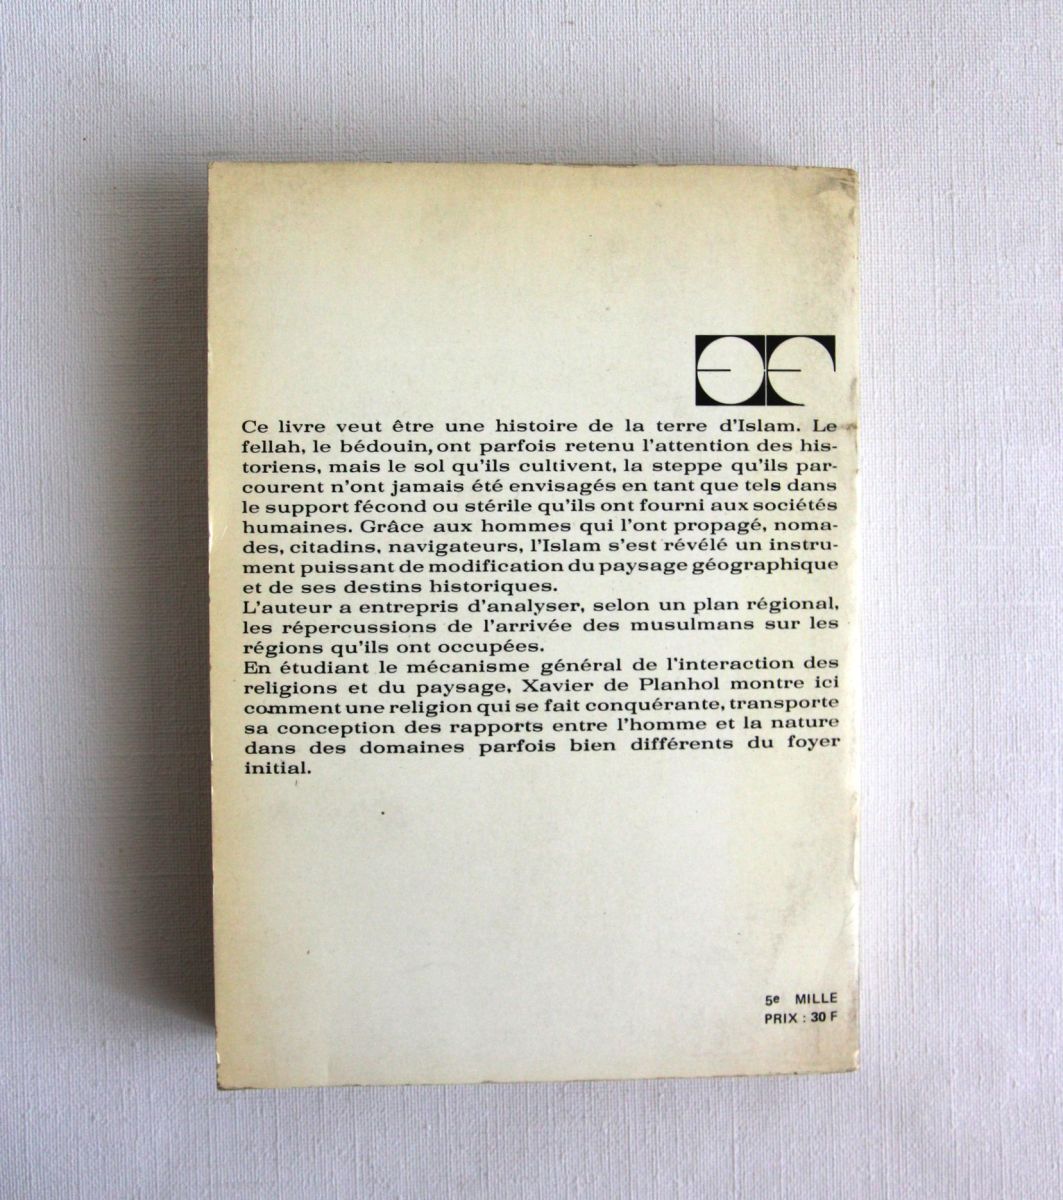 Ce livre veut être une histoire de la terre d'Islam. Le
fellah, le bédouin, ont parfois retenu l'attention des his-
toriens, mais le sol qu'ils cultivent, la steppe qu'ils par-
courent n'ont jamais été envisagés en tant que tels dans
le support fécond ou stérile qu'ils ont fourni aux sociétés
humaines. Grâce aux hommes qui l'ont propagé, noma-
des, citadins, navigateurs, l'Islam s'est révélé un instru-
ment puissant de modification du paysage géographique
et de ses destins historiques.
L'auteur a entrepris d'analyser, selon un plan régional,
les répercussions de l'arrivée des musulmans sur les
régions qu'ils ont occupées.
En étudiant le mécanisme général de l'interaction des
religions et du paysage, Xavier de Planhol montre ici
comment une religion qui se fait conquérante, transporte
sa conception des rapports entre l'homme et la nature
dans des domaines parfois bien différents du foyer
initial.
5e MILLE
PRIX : 30 F